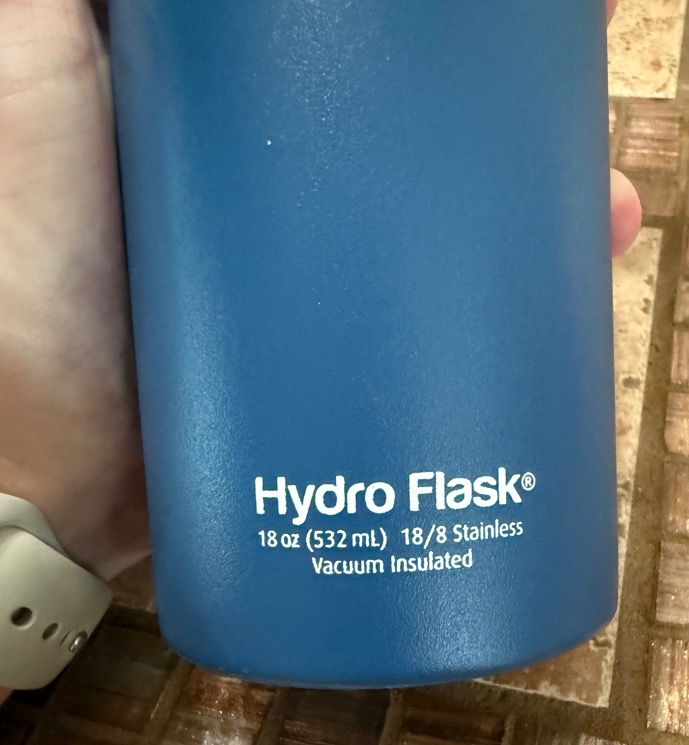 Hydro Flask®
18 oz (532 mL) 18/8 Stainless
Vacuum Insulated